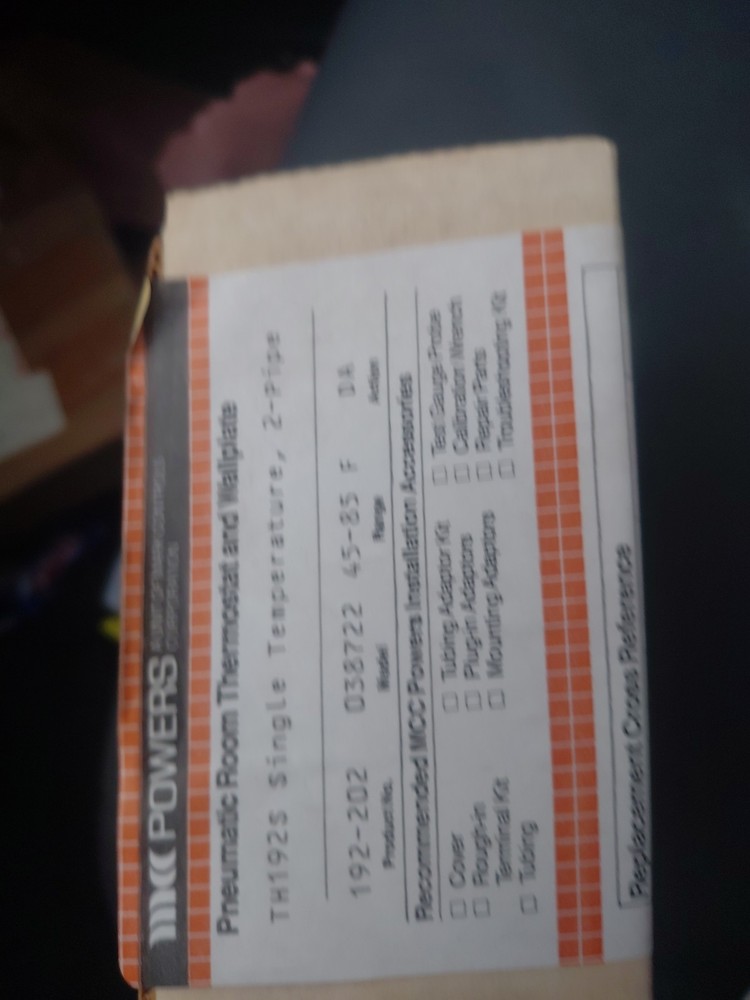 MCC POWERS
Pneumatic Room Thermostat and Wallplate
TH192S Single Temperature, 2-Pipe
192-202 038722 45-85 F DA
Product No. Model Range Action
Recommended MCC Powers Installation Accessories
☐ Cover ☐ Tubing Adaptor Kit ☐ Test Gauge Probe
☐ Rough-in ☐ Plug-in Adaptors ☐ Calibration Wrench
Terminal Kit ☐ Mounting Adaptors ☐ Repair Parts
☐ Tubing ☐ Troubleshooting Kit
Replacement Cross Reference